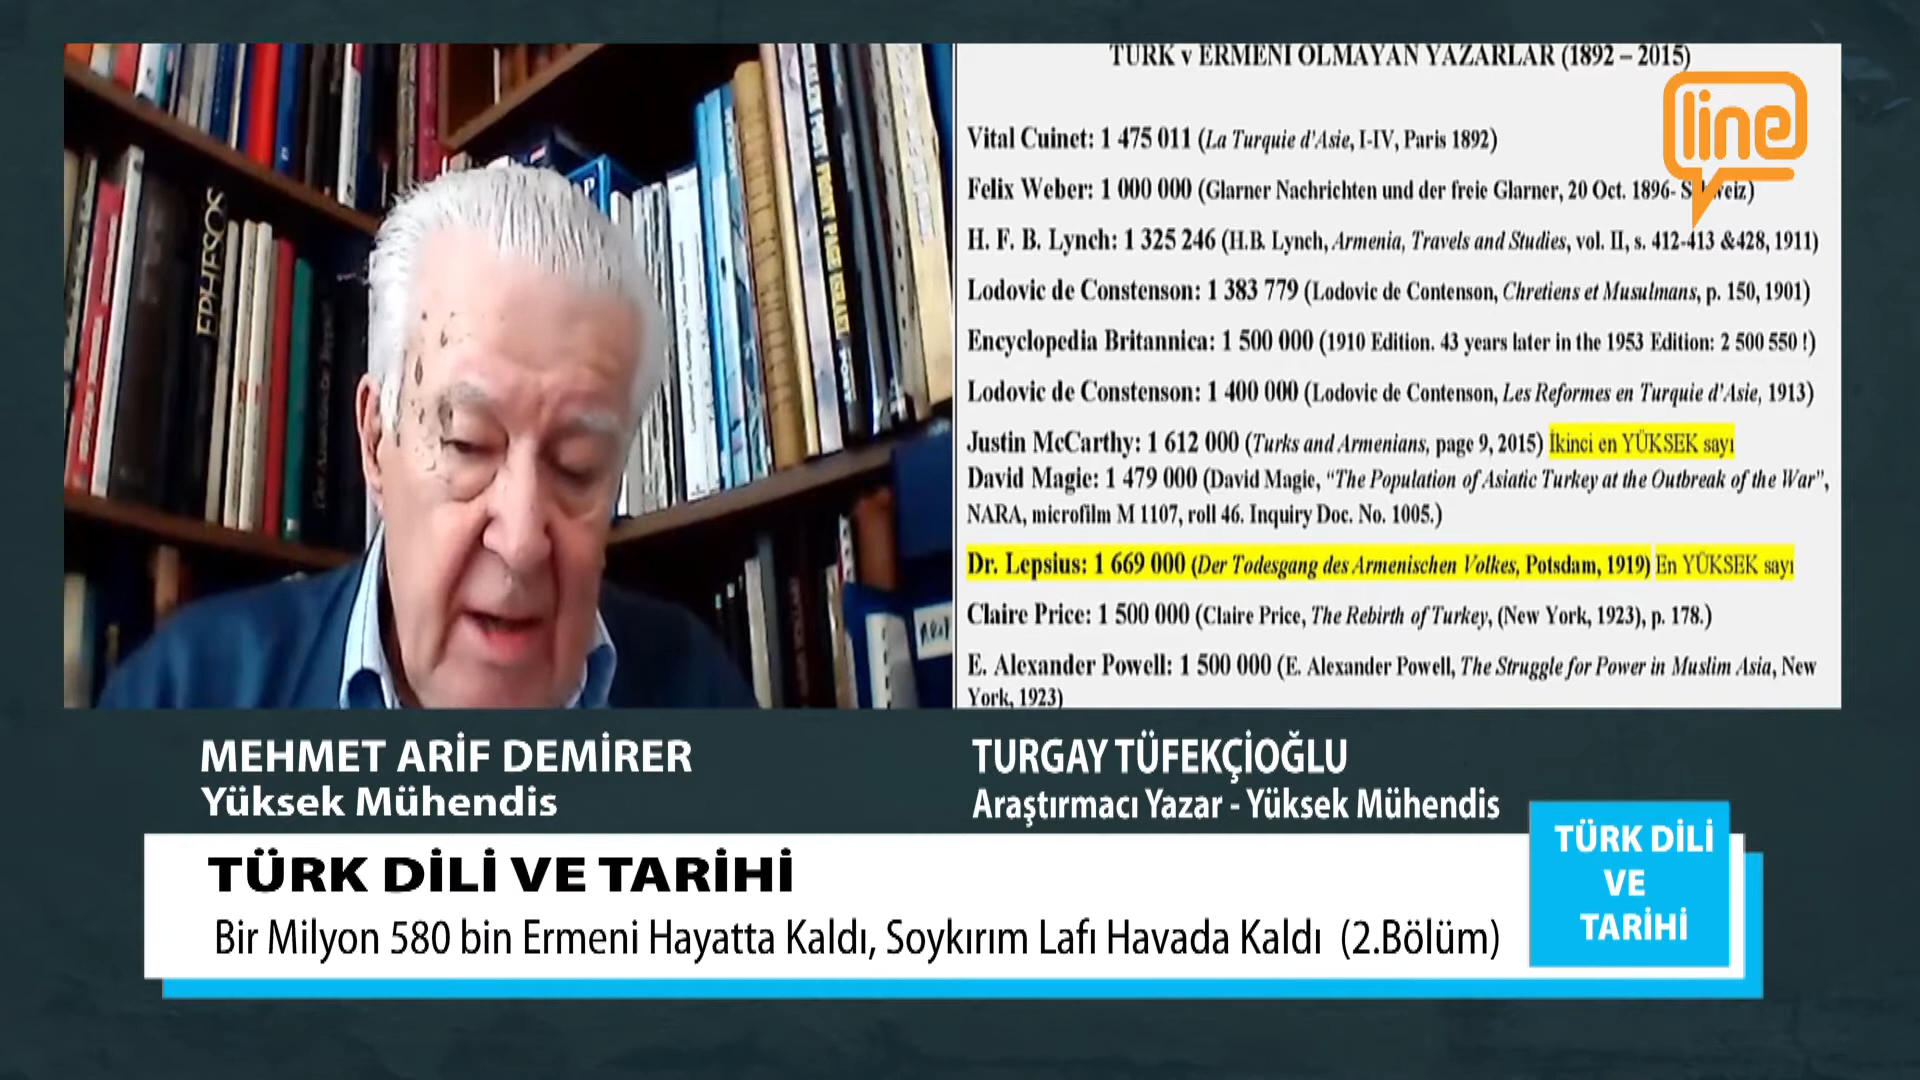 TÜRK v ERMENİ OLMAYAN YAZARLAR (1892 – 2015)
line
Vital Cuinet: 1 475 011 (La Turquie d'Asie, I-IV, Paris 1892)
Felix Weber: 1 000 000 (Glarner Nachrichten und der freie Glarner, 20 Oct. 1896-
H. F. B. Lynch: 1 325 246 (H.B. Lynch, Armenia, Travels and Studies, vol. II, s. 412-413 &428, 1911)
Lodovic de Constenson: 1 383 779 (Lodovic de Contenson, Chretiens et Musulmans, p. 150, 1901)
Encyclopedia Britannica: 1 500 000 (1910 Edition. 43 years later in the 1953 Edition: 2 500 550 !)
Lodovic de Constenson: 1 400 000 (Lodovic de Contenson, Les Reformes en Turquie d'Asie, 1913)
Justin McCarthy: 1 612 000 (Turks and Armenians, page 9, 2015) İkinci en YÜKSEK sayı
David Magie: 1 479 000 (David Magie, “The Population of Asiatic Turkey at the Outbreak of the War”,
NARA, microfilm M 1107, roll 46. Inquiry Doc. No. 1005.)
Dr. Lepsius: 1 669 000 (Der Todesgang des Armenischen Volkes, Potsdam, 1919) En YÜKSEK sayı
Claire Price: 1 500 000 (Claire Price, The Rebirth of Turkey, (New York, 1923), p. 178.)
E. Alexander Powell: 1 500 000 (E. Alexander Powell, The Struggle for Power in Muslim Asia, New
York, 1923)
EPHESOS
MEHMET ARİF DEMİRER
Yüksek Mühendis
TURGAY TÜFEKÇİOĞLU
Araştırmacı Yazar - Yüksek Mühendis
TÜRK DİLİ VE TARİHİ
Bir Milyon 580 bin Ermeni Hayatta Kaldı, Soykırım Lafı Havada Kaldı (2.Bölüm)
TÜRK DİLİ
VE
TARİHİ